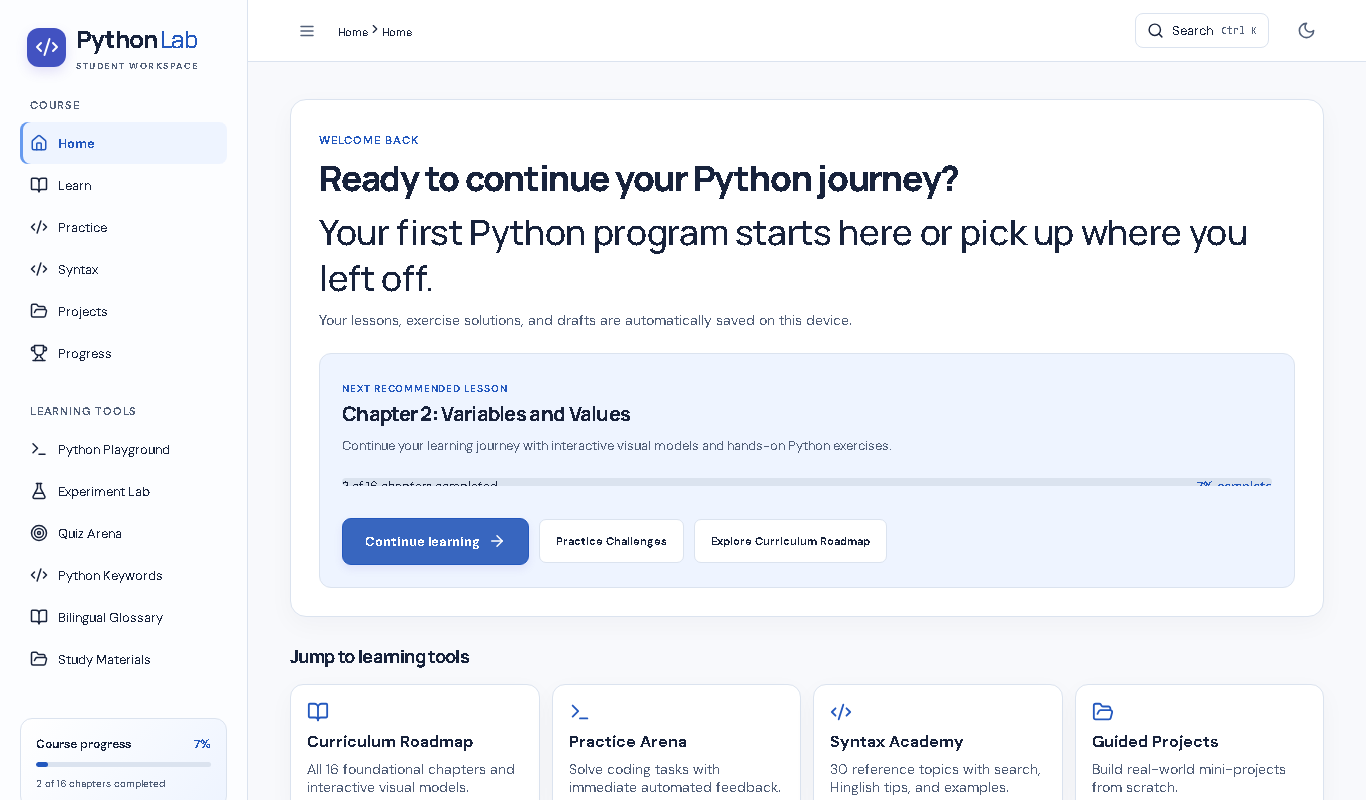 Python Lab
STUDENT WORKSPACE
COURSE
Home
Learn
Practice
Syntax
Projects
Progress
LEARNING TOOLS
Python Playground
Experiment Lab
Quiz Arena
Python Keywords
Bilingual Glossary
Study Materials
Course progress 7%
2 of 16 chapters completed
Home > Home
Search Ctrl K
WELCOME BACK
Ready to continue your Python journey?
Your first Python program starts here or pick up where you
left off.
Your lessons, exercise solutions, and drafts are automatically saved on this device.
NEXT RECOMMENDED LESSON
Chapter 2: Variables and Values
Continue your learning journey with interactive visual models and hands-on Python exercises.
2 of 16 chapters completed 7% complete
Continue learning
Practice Challenges
Explore Curriculum Roadmap
Jump to learning tools
Curriculum Roadmap
All 16 foundational chapters and
interactive visual models.
Practice Arena
Solve coding tasks with
immediate automated feedback.
Syntax Academy
30 reference topics with search,
Hinglish tips, and examples.
Guided Projects
Build real-world mini-projects
from scratch.